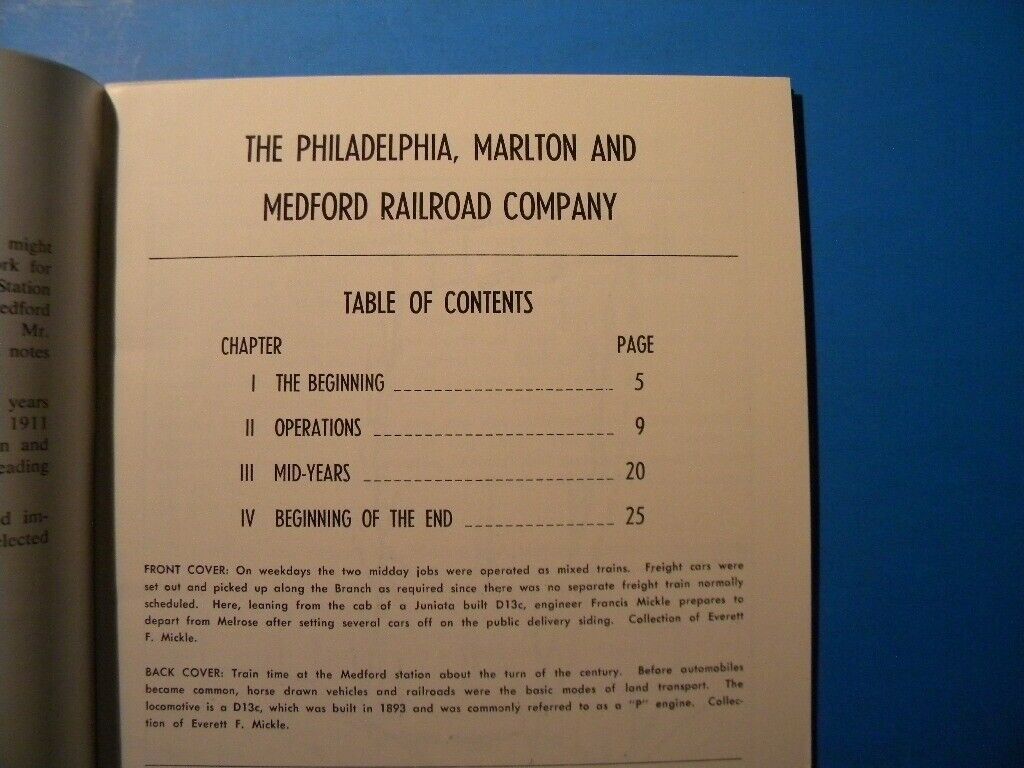 might
rk for
Station
edford
Mr.
notes
years
1911
n and
eading
d im-
elected
THE PHILADELPHIA, MARLTON AND
MEDFORD RAILROAD COMPANY
TABLE OF CONTENTS
CHAPTER PAGE
I THE BEGINNING 5
II OPERATIONS 9
III MID-YEARS 20
IV BEGINNING OF THE END 25
FRONT COVER: On weekdays the two midday jobs were operated as mixed trains. Freight cars were
set out and picked up along the Branch as required since there was no separate freight train normally
scheduled. Here, leaning from the cab of a Juniata built D13c, engineer Francis Mickle prepares to
depart from Melrose after setting several cars off on the public delivery siding. Collection of Everett
F. Mickle.
BACK COVER: Train time at the Medford station about the turn of the century. Before automobiles
became common, horse drawn vehicles and railroads were the basic modes of land transport. The
locomotive is a D13c, which was built in 1893 and was commonly referred to as a "P" engine. Collec-
tion of Everett F. Mickle.